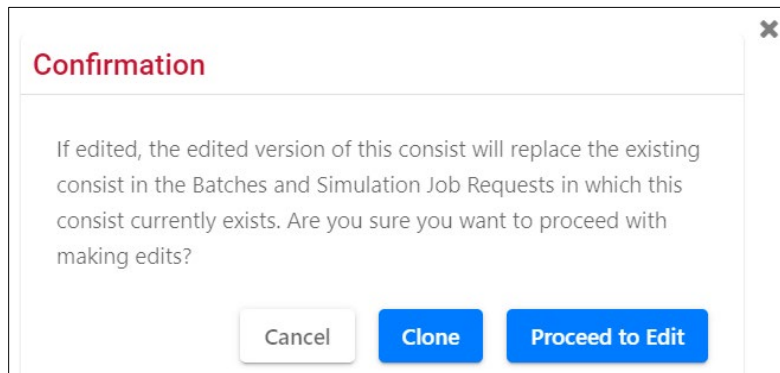 Confirmation
If edited, the edited version of this consist will replace the existing
consist in the Batches and Simulation Job Requests in which this
consist currently exists. Are you sure you want to proceed with
making edits?
Cancel Clone Proceed to Edit